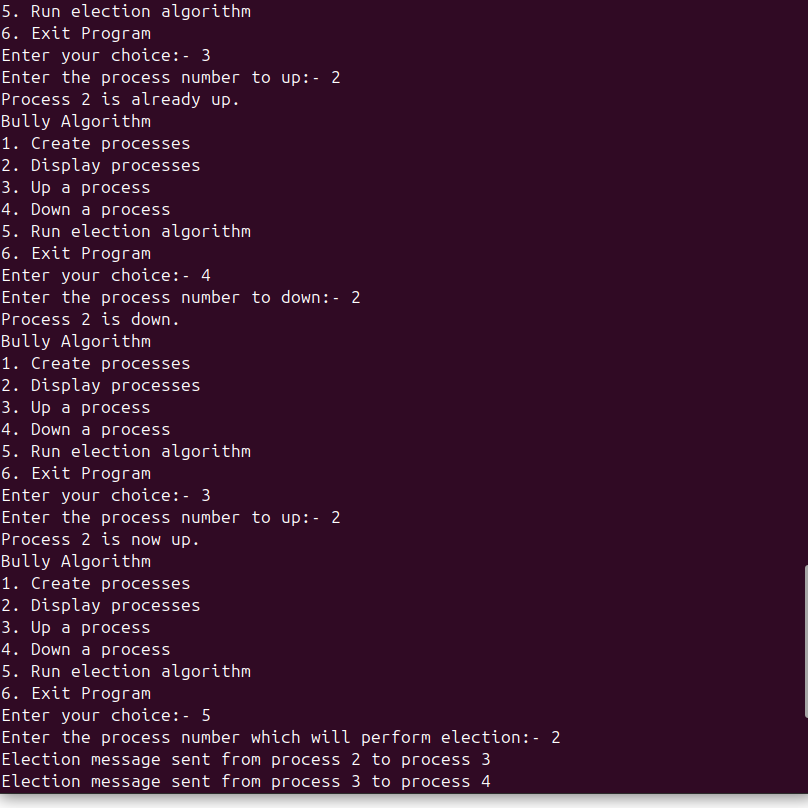 5. Run election algorithm
6. Exit Program
Enter your choice:- 3
Enter the process number to up:- 2
Process 2 is already up.
Bully Algorithm
1. Create processes
2. Display processes
3. Up a process
4. Down a process
5. Run election algorithm
6. Exit Program
Enter your choice:- 4
Enter the process number to down:- 2
Process 2 is down.
Bully Algorithm
1. Create processes
2. Display processes
3. Up a process
4. Down a process
5. Run election algorithm
6. Exit Program
Enter your choice:- 3
Enter the process number to up:- 2
Process 2 is now up.
Bully Algorithm
1. Create processes
2. Display processes
3. Up a process
4. Down a process
5. Run election algorithm
6. Exit Program
Enter your choice:- 5
Enter the process number which will perform election:- 2
Election message sent from process 2 to process 3
Election message sent from process 3 to process 4